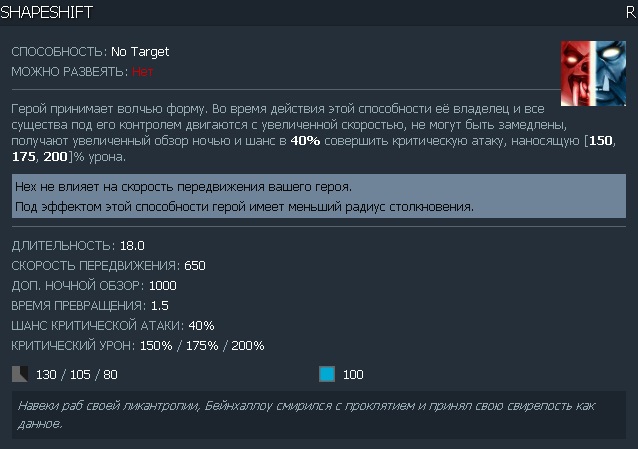 SHAPESHIFT R
СПОСОБНОСТЬ: No Target
МОЖНО РАЗВЕЯТЬ: Нет
Герой принимает волчью форму. Во время действия этой способности её владелец и все
существа под его контролем двигаются с увеличенной скоростью, не могут быть замедлены,
получают увеличенный обзор ночью и шанс в 40% совершить критическую атаку, наносящую [150,
175, 200]% урона.
Hex не влияет на скорость передвижения вашего героя.
Под эффектом этой способности герой имеет меньший радиус столкновения.
ДЛИТЕЛЬНОСТЬ: 18.0
СКОРОСТЬ ПЕРЕДВИЖЕНИЯ: 650
ДОП. НОЧНОЙ ОБЗОР: 1000
ВРЕМЯ ПРЕВРАЩЕНИЯ: 1.5
ШАНС КРИТИЧЕСКОЙ АТАКИ: 40%
КРИТИЧЕСКИЙ УРОН: 150% / 175% / 200%
130 / 105 / 80 100
Навеки раб своей ликантропии, Бейнхаллоу смирился с проклятием и принял свою свирепость как
данное.